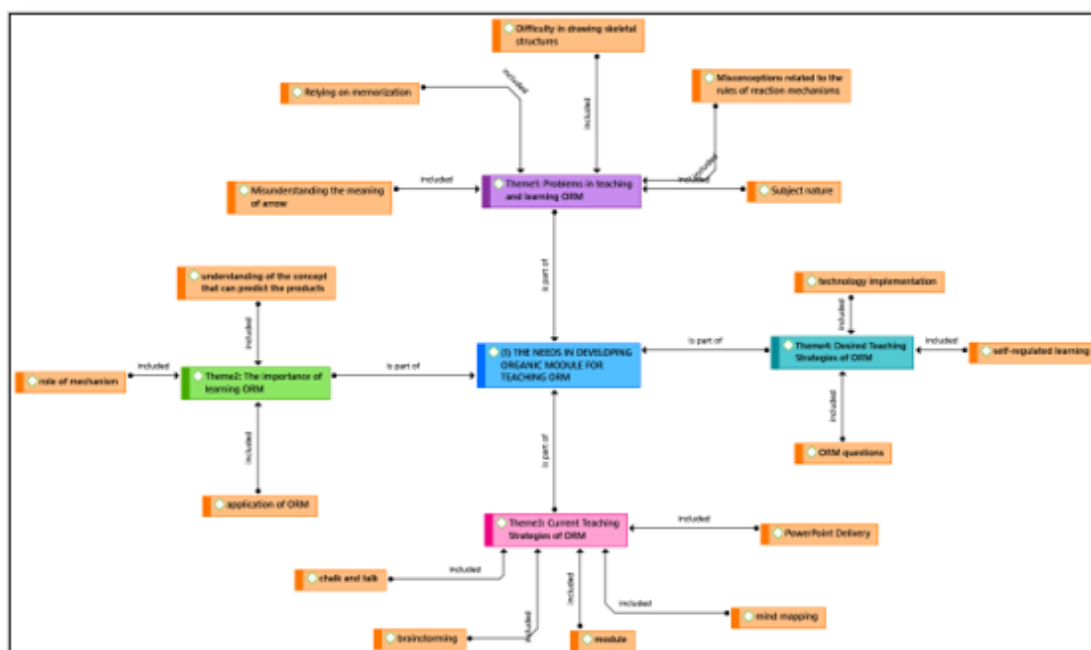 Difficulty in drawing skeletal
structures
included
Relying on memorization
included
Misconceptions related to the
rules of reaction mechanisms
included
Theme1: Problems in teaching
and learning ORM
Misunderstanding the meaning
of arrow
included
included
Subject nature
is part of
understanding of the concept
that can predict the products
included
technology implementation
included
(1) THE NEEDS IN DEVELOPING
ORGANIC MODULE FOR
TEACHING ORM
is part of
is part of
Theme4: Desired Teaching
Strategies of ORM
included
self-regulated learning
role of mechanism
included
Theme2: The importance of
learning ORM
included
application of ORM
included
ORM questions
is part of
Theme3: Current Teaching
Strategies of ORM
included
PowerPoint Delivery
chalk and talk
included
brainstorming
included
module
included
mind mapping
included